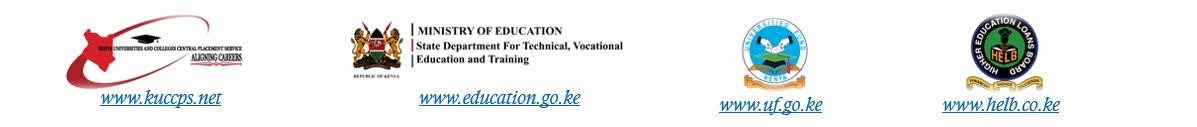 KENYA UNIVERSITIES AND COLLEGES CENTRAL PLACEMENT SERVICE
ALIGNING CAREERS
www.kuccps.net
MINISTRY OF EDUCATION
State Department For Technical, Vocational
Education and Training
REPUBLIC OF KENYA
www.education.go.ke
UNIVERSITIES FUND
KENYA
www.uf.go.ke
HIGHER EDUCATION LOANS BOARD
HELB
www.helb.co.ke